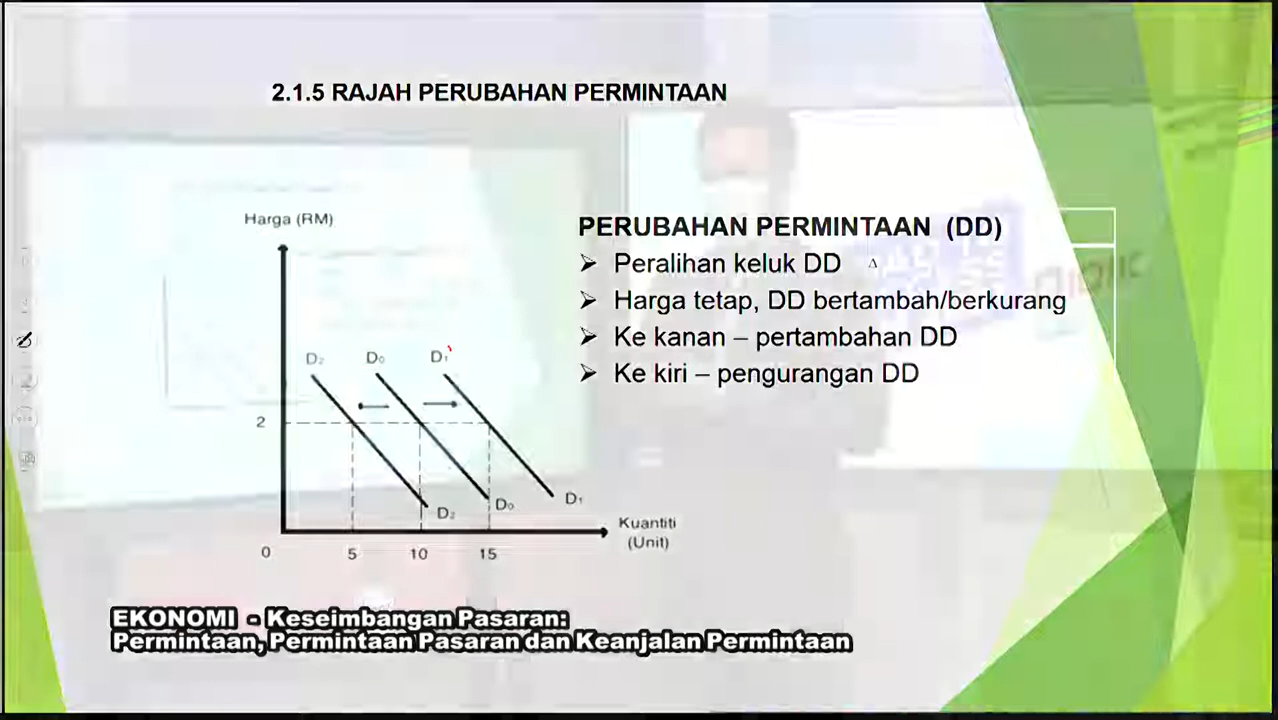 2.1.5 RAJAH PERUBAHAN PERMINTAAN
Harga (RM)
D₂ D₀ D₁
2
D₂ D₀ D₁
0 5 10 15
Kuantiti
(Unit)
PERUBAHAN PERMINTAAN (DD)
➢ Peralihan keluk DD
➢ Harga tetap, DD bertambah/berkurang
➢ Ke kanan – pertambahan DD
➢ Ke kiri – pengurangan DD
EKONOMI - Keseimbangan Pasaran:
Permintaan, Permintaan Pasaran dan Keanjalan Permintaan